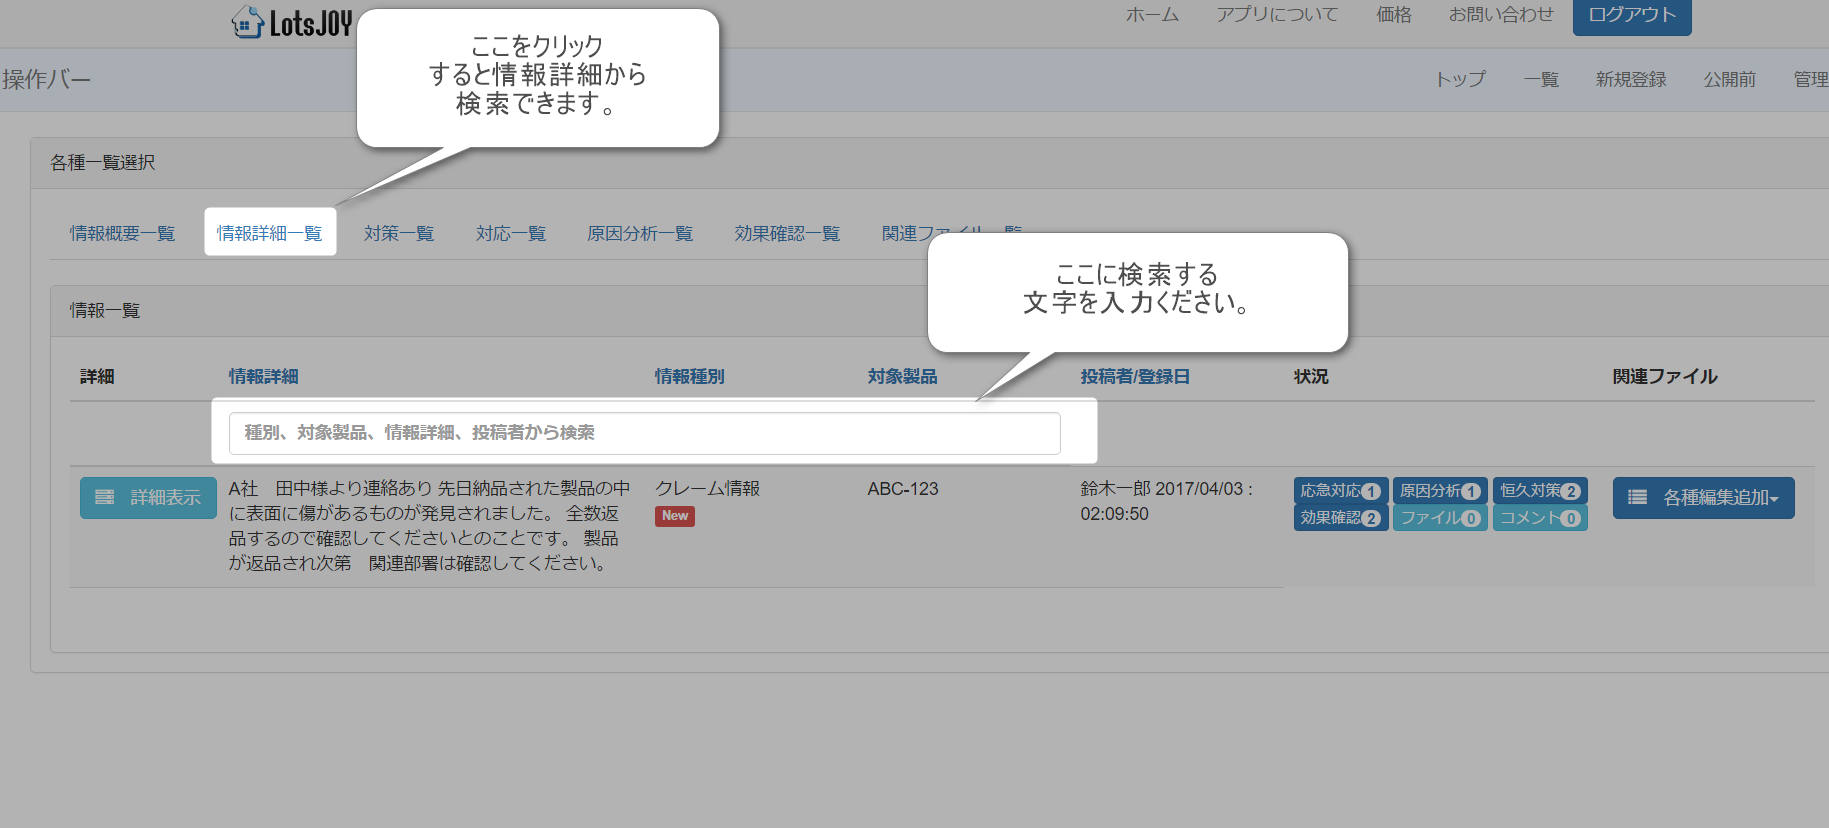 LotsJOY
ホーム アプリについて 価格 お問い合わせ ログアウト
ここをクリック
すると情報詳細から
検索できます。
操作バー
トップ 一覧 新規登録 公開前 管理
各種一覧選択
情報概要一覧 情報詳細一覧 対策一覧 対応一覧 原因分析一覧 効果確認一覧 関連ファイル一覧
ここに検索する
文字を入力ください。
情報一覧
詳細 情報詳細 情報種別 対象製品 投稿者/登録日 状況 関連ファイル
種別、対象製品、情報詳細、投稿者から検索
詳細表示
A社　田中様より連絡あり 先日納品された製品の中
に表面に傷があるものが発見されました。 全数返
品するので確認してくださいとのことです。 製品
が返品され次第　関連部署は確認してください。
クレーム情報
New
ABC-123
鈴木一郎 2017/04/03 :
02:09:50
応急対応1 原因分析1 恒久対策2
効果確認2 ファイル0 コメント0
各種編集追加